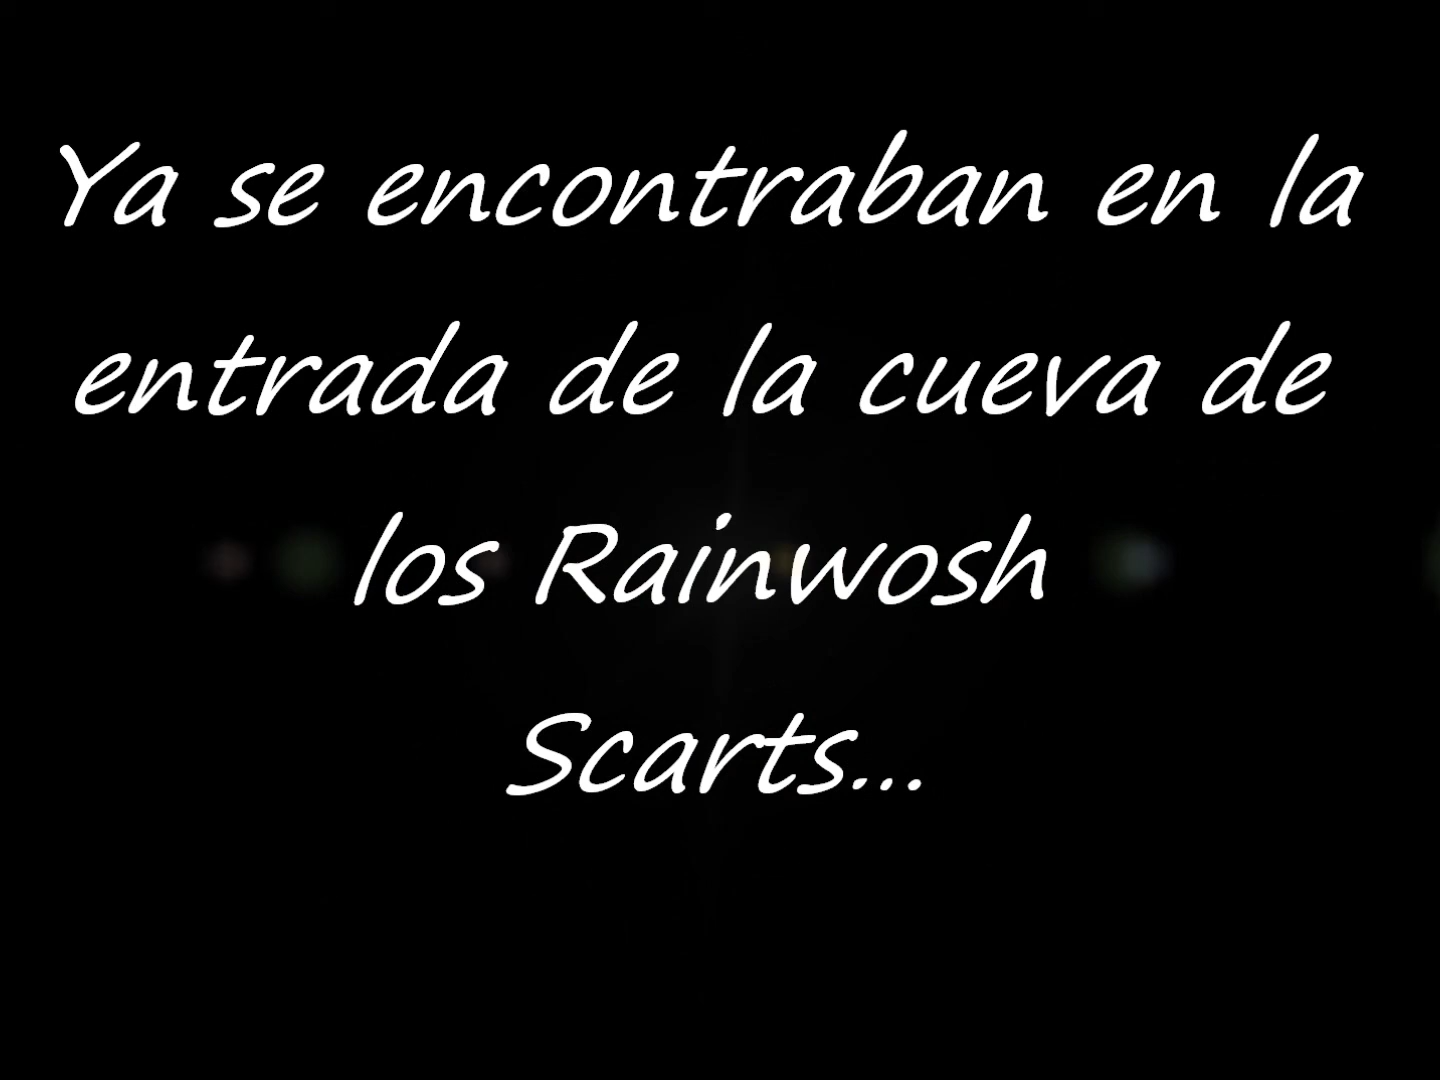 Ya se encontraban en la
entrada de la cueva de
los Rainwosh
Scarts...